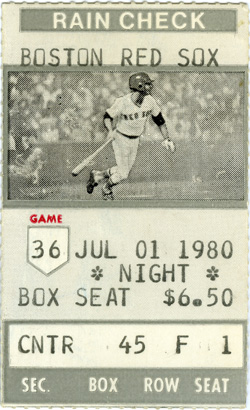 RAIN CHECK
BOSTON RED SOX
RED SOX
GAME
36 JUL 01 1980
* NIGHT *
BOX SEAT $6.50
CNTR 45 F 1
SEC. BOX ROW SEAT